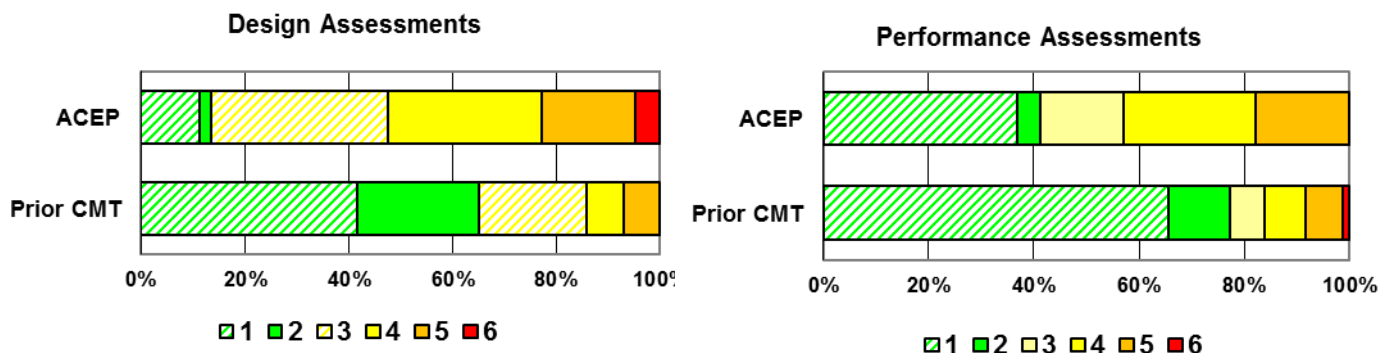 Design Assessments
ACEP
Prior CMT
0% 20% 40% 60% 80% 100%
1 2 3 4 5 6
Performance Assessments
ACEP
Prior CMT
0% 20% 40% 60% 80% 100%
1 2 3 4 5 6